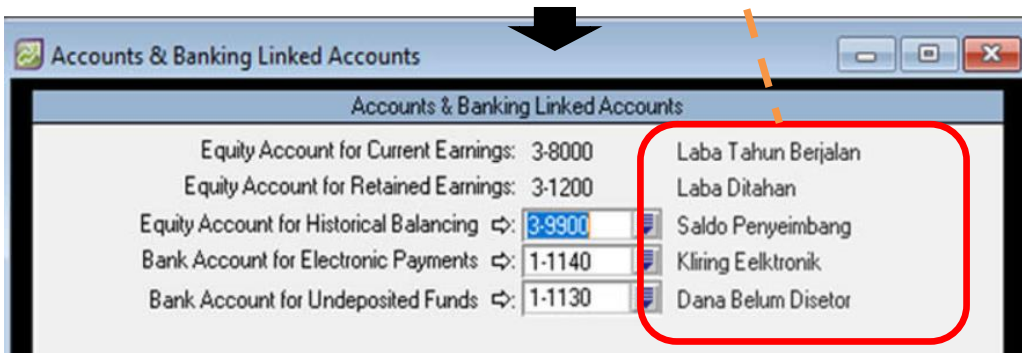 Accounts & Banking Linked Accounts
Accounts & Banking Linked Accounts
Equity Account for Current Earnings: 3-8000 Laba Tahun Berjalan
Equity Account for Retained Earnings: 3-1200 Laba Ditahan
Equity Account for Historical Balancing ⇨: 3-9900 Saldo Penyeimbang
Bank Account for Electronic Payments ⇨: 1-1140 Kliring Eelktronik
Bank Account for Undeposited Funds ⇨: 1-1130 Dana Belum Disetor